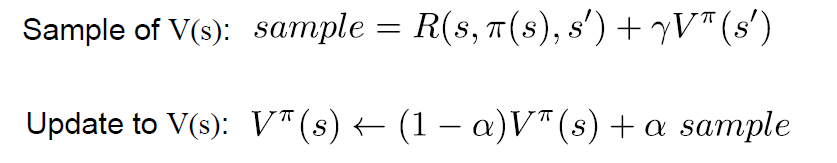 Sample of V(s): sample = R(s, π(s), s′) + γV^π(s′)
Update to V(s): V^π(s) ← (1 − α)V^π(s) + α sample